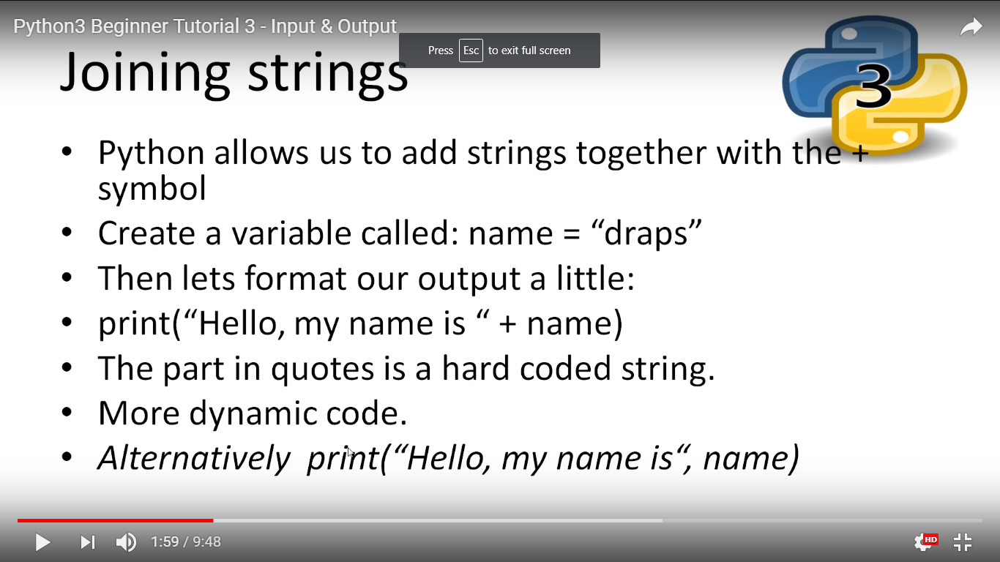 Python3 Beginner Tutorial 3 - Input & Output
Press Esc to exit full screen
Joining strings
3
• Python allows us to add strings together with the +
symbol
• Create a variable called: name = “draps”
• Then lets format our output a little:
• print(“Hello, my name is “ + name)
• The part in quotes is a hard coded string.
• More dynamic code.
• Alternatively  print(“Hello, my name is“, name)
1:59 / 9:48
HD